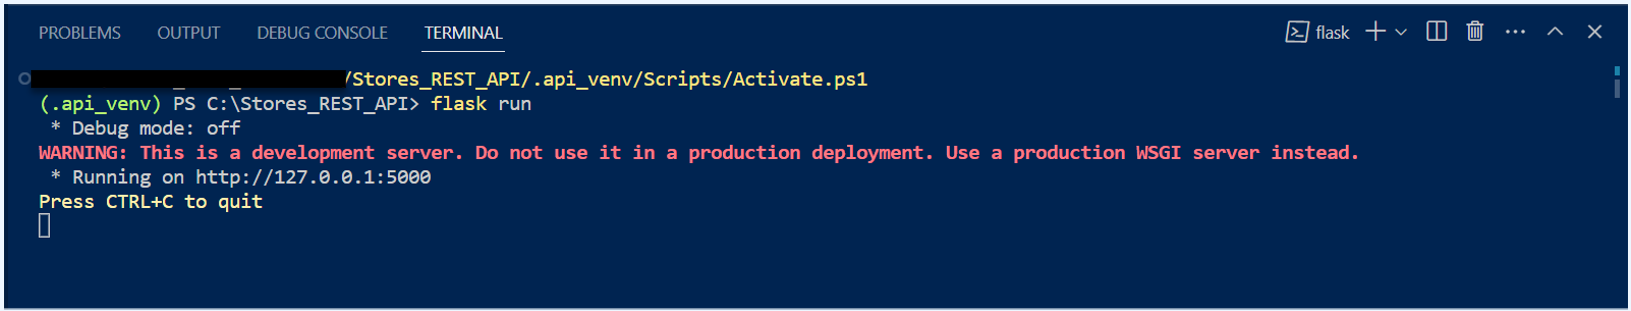 PROBLEMS OUTPUT DEBUG CONSOLE TERMINAL flask
/Stores_REST_API/.api_venv/Scripts/Activate.ps1
(.api_venv) PS C:\Stores_REST_API> flask run
* Debug mode: off
WARNING: This is a development server. Do not use it in a production deployment. Use a production WSGI server instead.
* Running on http://127.0.0.1:5000
Press CTRL+C to quit